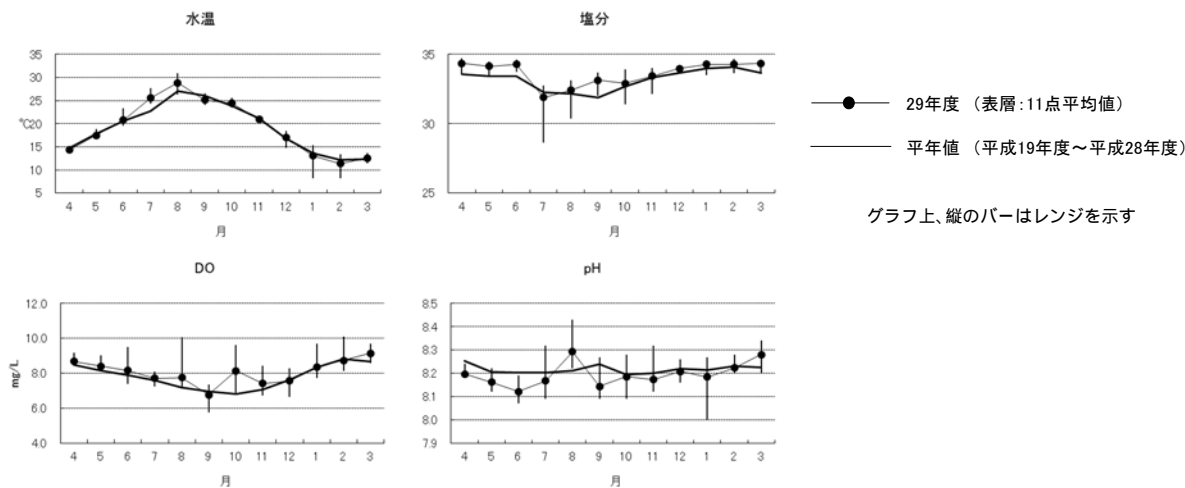 水温
35
30
25
℃20
15
10
5
4 5 6 7 8 9 10 11 12 1 2 3
月
塩分
35
30
25
4 5 6 7 8 9 10 11 12 1 2 3
月
29年度 （表層：11点平均値）
平年値 （平成19年度～平成28年度）
グラフ上、縦のバーはレンジを示す
DO
12.0
10.0
8.0
6.0
4.0
mg/L
4 5 6 7 8 9 10 11 12 1 2 3
月
pH
8.5
8.4
8.3
8.2
8.1
8.0
7.9
4 5 6 7 8 9 10 11 12 1 2 3
月